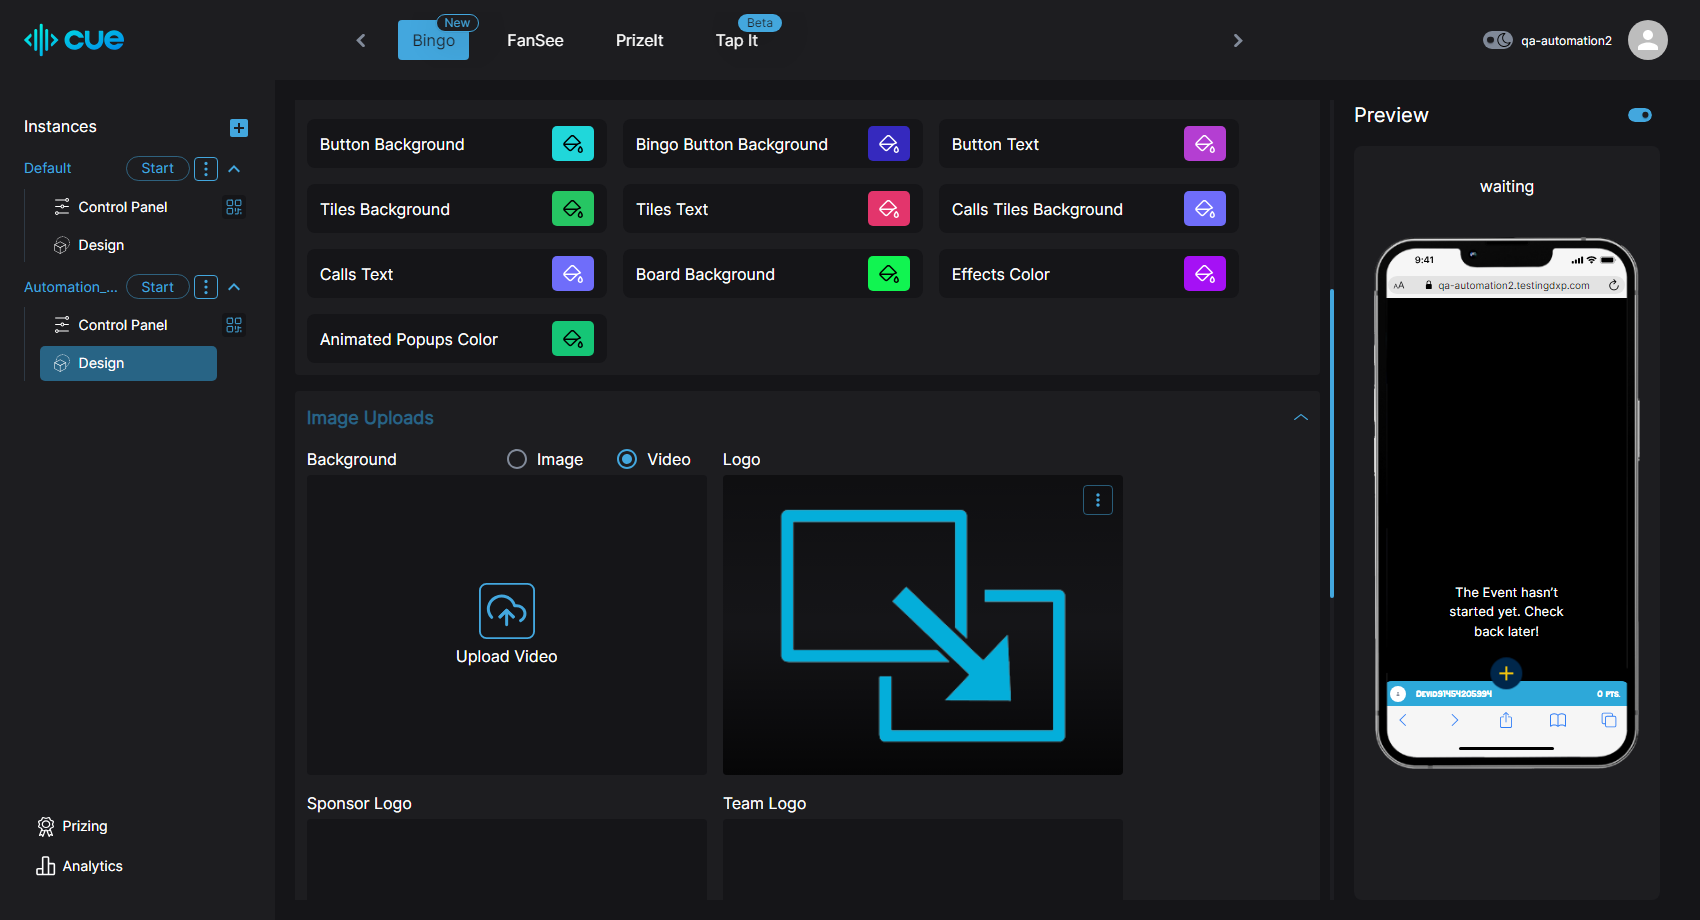 cue
New
Bingo
FanSee
PrizeIt
Beta
Tap It
qa-automation2
Instances
Default
Start
Control Panel
Design
Automation_...
Start
Control Panel
Design
Prizing
Analytics
Button Background
Bingo Button Background
Button Text
Tiles Background
Tiles Text
Calls Tiles Background
Calls Text
Board Background
Effects Color
Animated Popups Color
Image Uploads
Background
Image
Video
Logo
Upload Video
Sponsor Logo
Team Logo
Preview
waiting
9:41
AA
qa-automation2.testingdxp.com
The Event hasn't
started yet. Check
back later!
0 PTS.